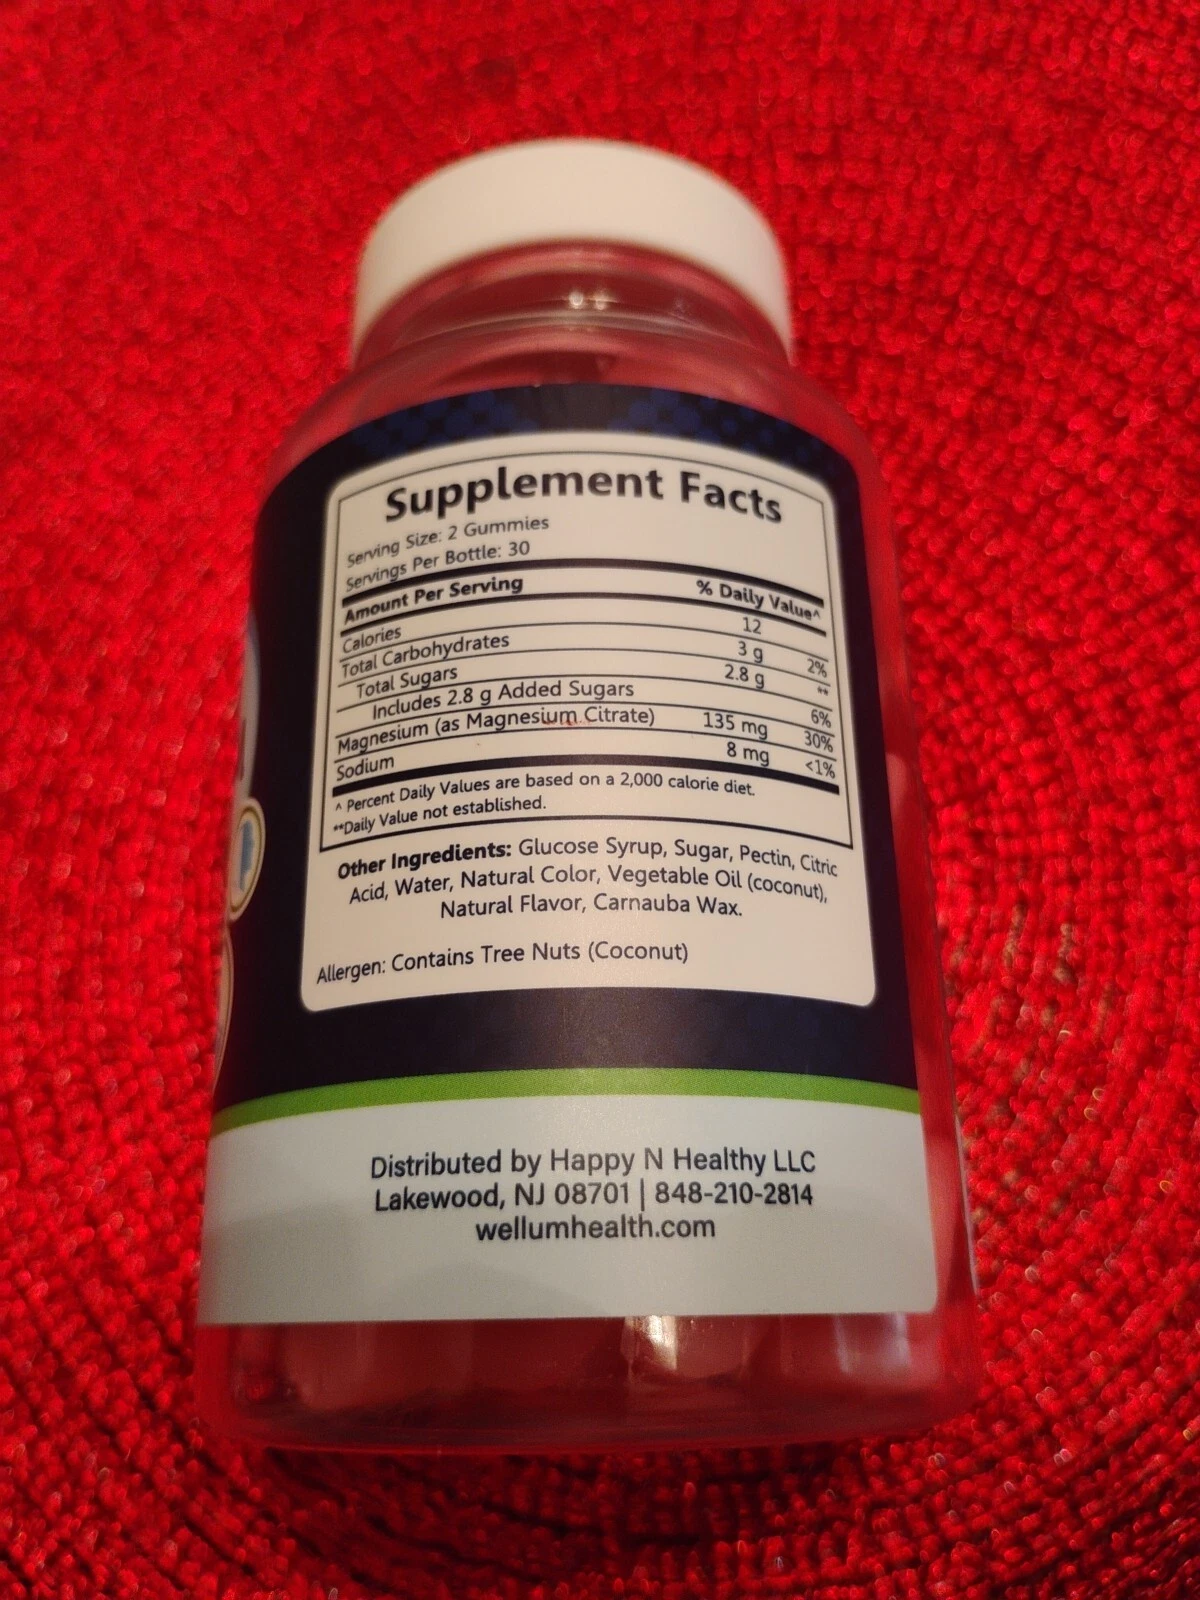 Supplement Facts
Serving Size: 2 Gummies
Servings Per Bottle: 30
Amount Per Serving % Daily Value^
Calories 12
Total Carbohydrates 3 g 2%
Total Sugars 2.8 g **
Includes 2.8 g Added Sugars 6%
Magnesium (as Magnesium Citrate) 135 mg 30%
Sodium 8 mg <1%
^ Percent Daily Values are based on a 2,000 calorie diet.
**Daily Value not established.
Other Ingredients: Glucose Syrup, Sugar, Pectin, Citric
Acid, Water, Natural Color, Vegetable Oil (coconut),
Natural Flavor, Carnauba Wax.
Allergen: Contains Tree Nuts (Coconut)
Distributed by Happy N Healthy LLC
Lakewood, NJ 08701 | 848-210-2814
wellumhealth.com